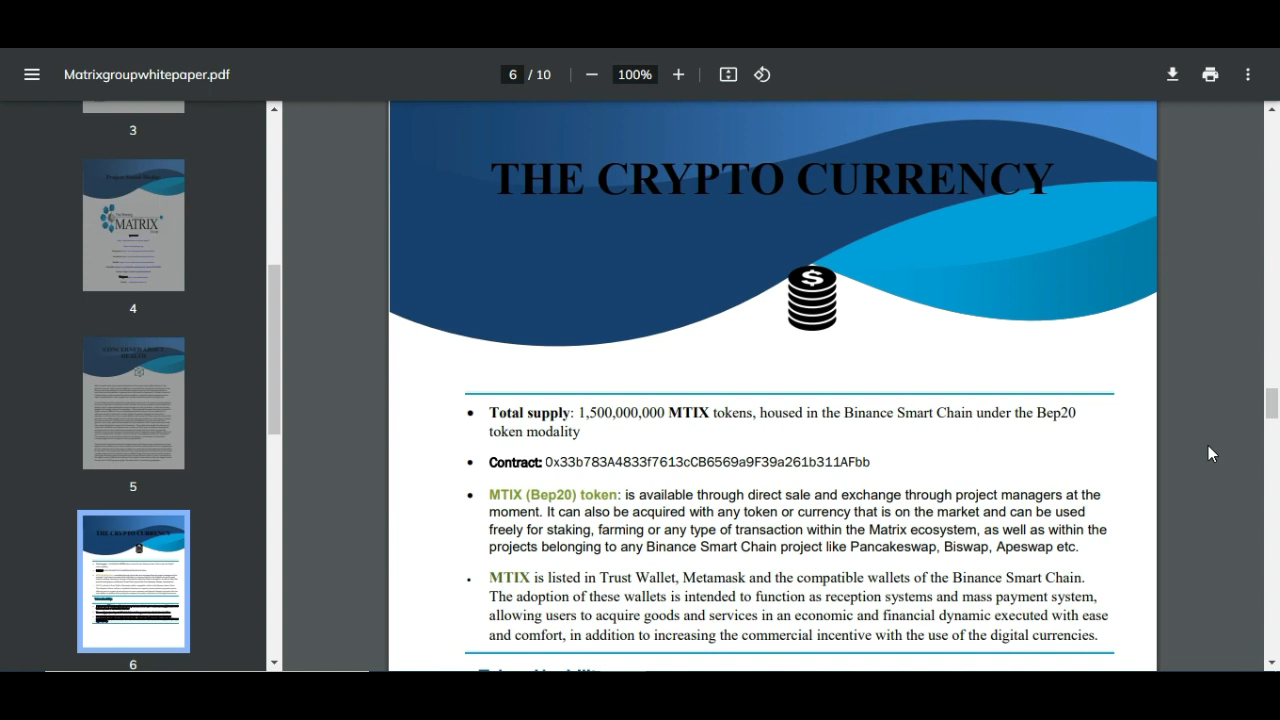 Matrixgroupwhitepaper.pdf
6 / 10
100%
3
MATRIX
4
5
6
THE CRYPTO CURRENCY
Total supply: 1,500,000,000 MTIX tokens, housed in the Binance Smart Chain under the Bep20
token modality
Contract: 0x33b783A4833f7613cCB6569a9F39a261b311AFbb
MTIX (Bep20) token: is available through direct sale and exchange through project managers at the
moment. It can also be acquired with any token or currency that is on the market and can be used
freely for staking, farming or any type of transaction within the Matrix ecosystem, as well as within the
projects belonging to any Binance Smart Chain project like Pancakeswap, Biswap, Apeswap etc.
MTIX is listed in Trust Wallet, Metamask and the compatible wallets of the Binance Smart Chain.
The adoption of these wallets is intended to function as reception systems and mass payment system,
allowing users to acquire goods and services in an economic and financial dynamic executed with ease
and comfort, in addition to increasing the commercial incentive with the use of the digital currencies.